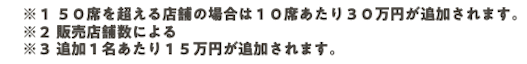 ※１ ５０席を超える店舗の場合は１０席あたり３０万円が追加されます。
※２ 販売店舗数による
※３ 追加１名あたり１５万円が追加されます。